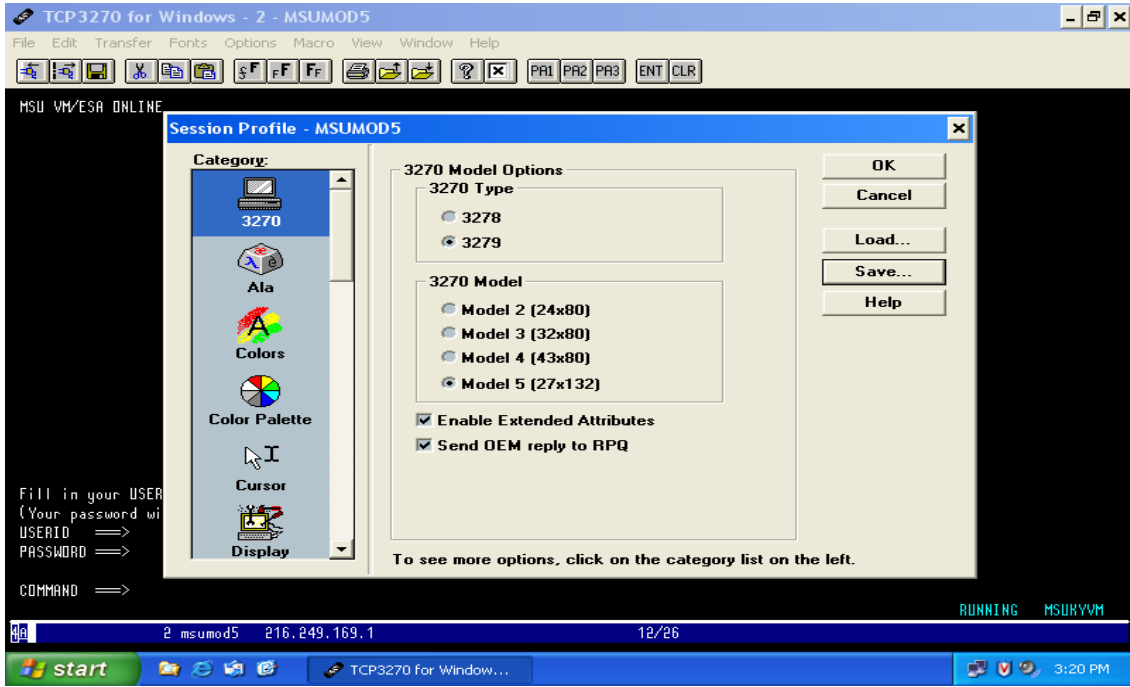 TCP3270 for Windows - 2 - MSUMOD5
File Edit Transfer Fonts Options Macro View Window Help
PA1 PA2 PA3 ENT CLR
MSU VM/ESA ONLINE
Session Profile - MSUMOD5
Category:
3270
Ala
Colors
Color Palette
Cursor
Display
3270 Model Options
3270 Type
3278
3279
3270 Model
Model 2 (24x80)
Model 3 (32x80)
Model 4 (43x80)
Model 5 (27x132)
Enable Extended Attributes
Send OEM reply to RPQ
To see more options, click on the category list on the left.
OK
Cancel
Load...
Save...
Help
Fill in your USER
(Your password wi
USERID ==>
PASSWORD ==>
COMMAND ==>
RUNNING MSUKYVM
4A 2 msumod5 216.249.169.1 12/26
start TCP3270 for Window... 3:20 PM